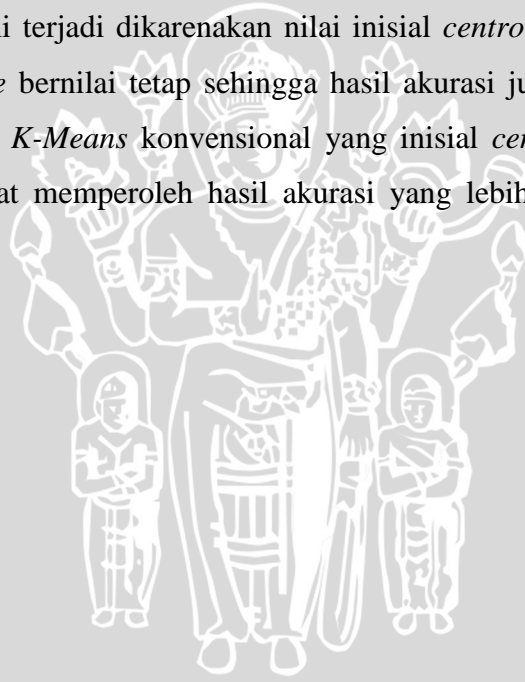 i terjadi dikarenakan nilai inisial centro
e bernilai tetap sehingga hasil akurasi ju
K-Means konvensional yang inisial cen
at memperoleh hasil akurasi yang lebih